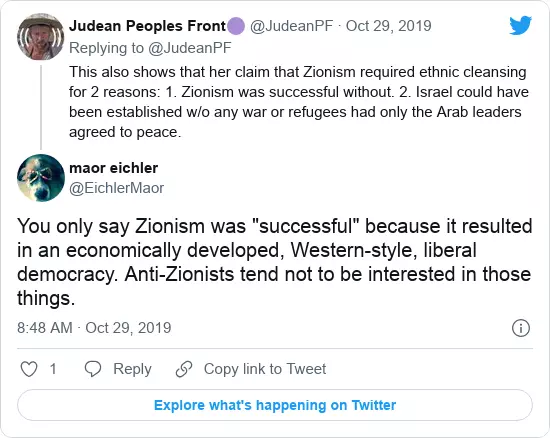 Judean Peoples Front @JudeanPF · Oct 29, 2019
Replying to @JudeanPF
This also shows that her claim that Zionism required ethnic cleansing
for 2 reasons: 1. Zionism was successful without. 2. Israel could have
been established w/o any war or refugees had only the Arab leaders
agreed to peace.
maor eichler
@EichlerMaor
You only say Zionism was "successful" because it resulted
in an economically developed, Western-style, liberal
democracy. Anti-Zionists tend not to be interested in those
things.
8:48 AM · Oct 29, 2019
1 Reply Copy link to Tweet
Explore what's happening on Twitter